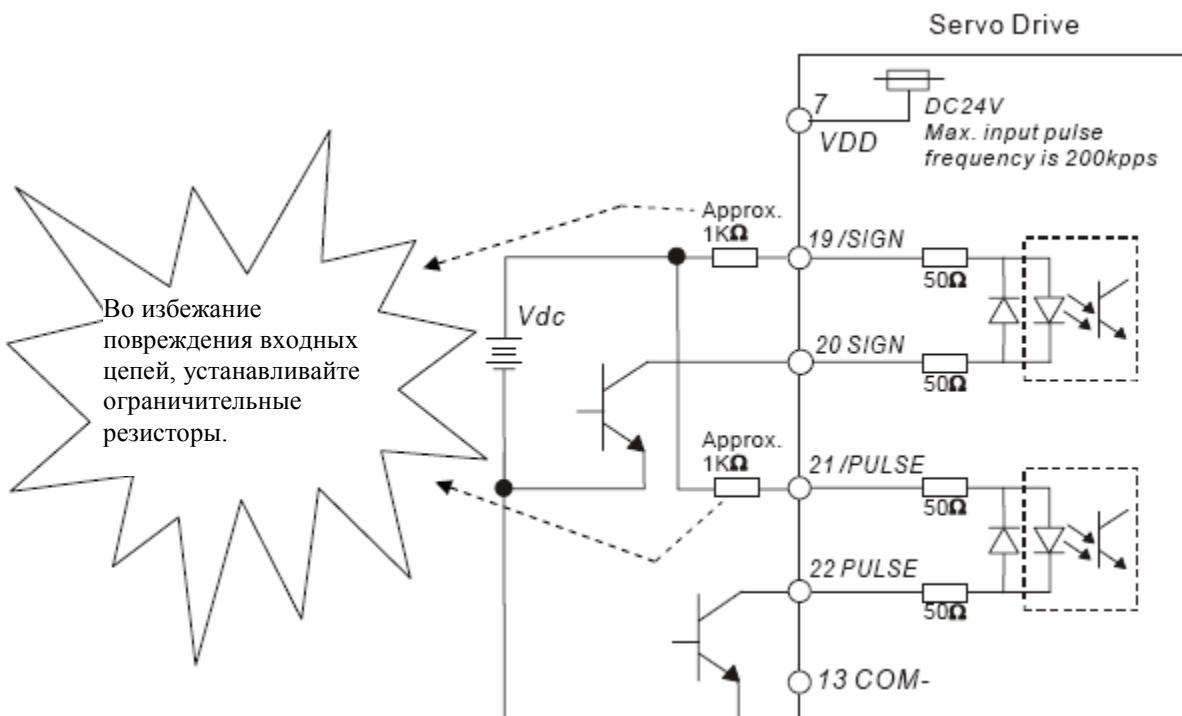 Servo Drive
7
VDD
DC24V
Max. input pulse
frequency is 200kpps
Approx.
1KΩ
19 /SIGN
50Ω
Во избежание
повреждения входных
цепей, устанавливайте
ограничительные
резисторы.
Vdc
20 SIGN
50Ω
Approx.
1KΩ
21 /PULSE
50Ω
22 PULSE
50Ω
13 COM-